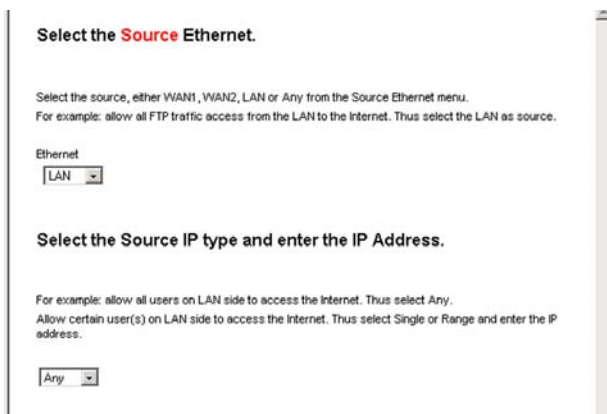 Select the Source Ethernet.
Select the source, either WAN1, WAN2, LAN or Any from the Source Ethernet menu.
For example: allow all FTP traffic access from the LAN to the Internet. Thus select the LAN as source.
Ethernet
LAN
Select the Source IP type and enter the IP Address.
For example: allow all users on LAN side to access the Internet. Thus select Any.
Allow certain user(s) on LAN side to access the Internet. Thus select Single or Range and enter the IP
address.
Any